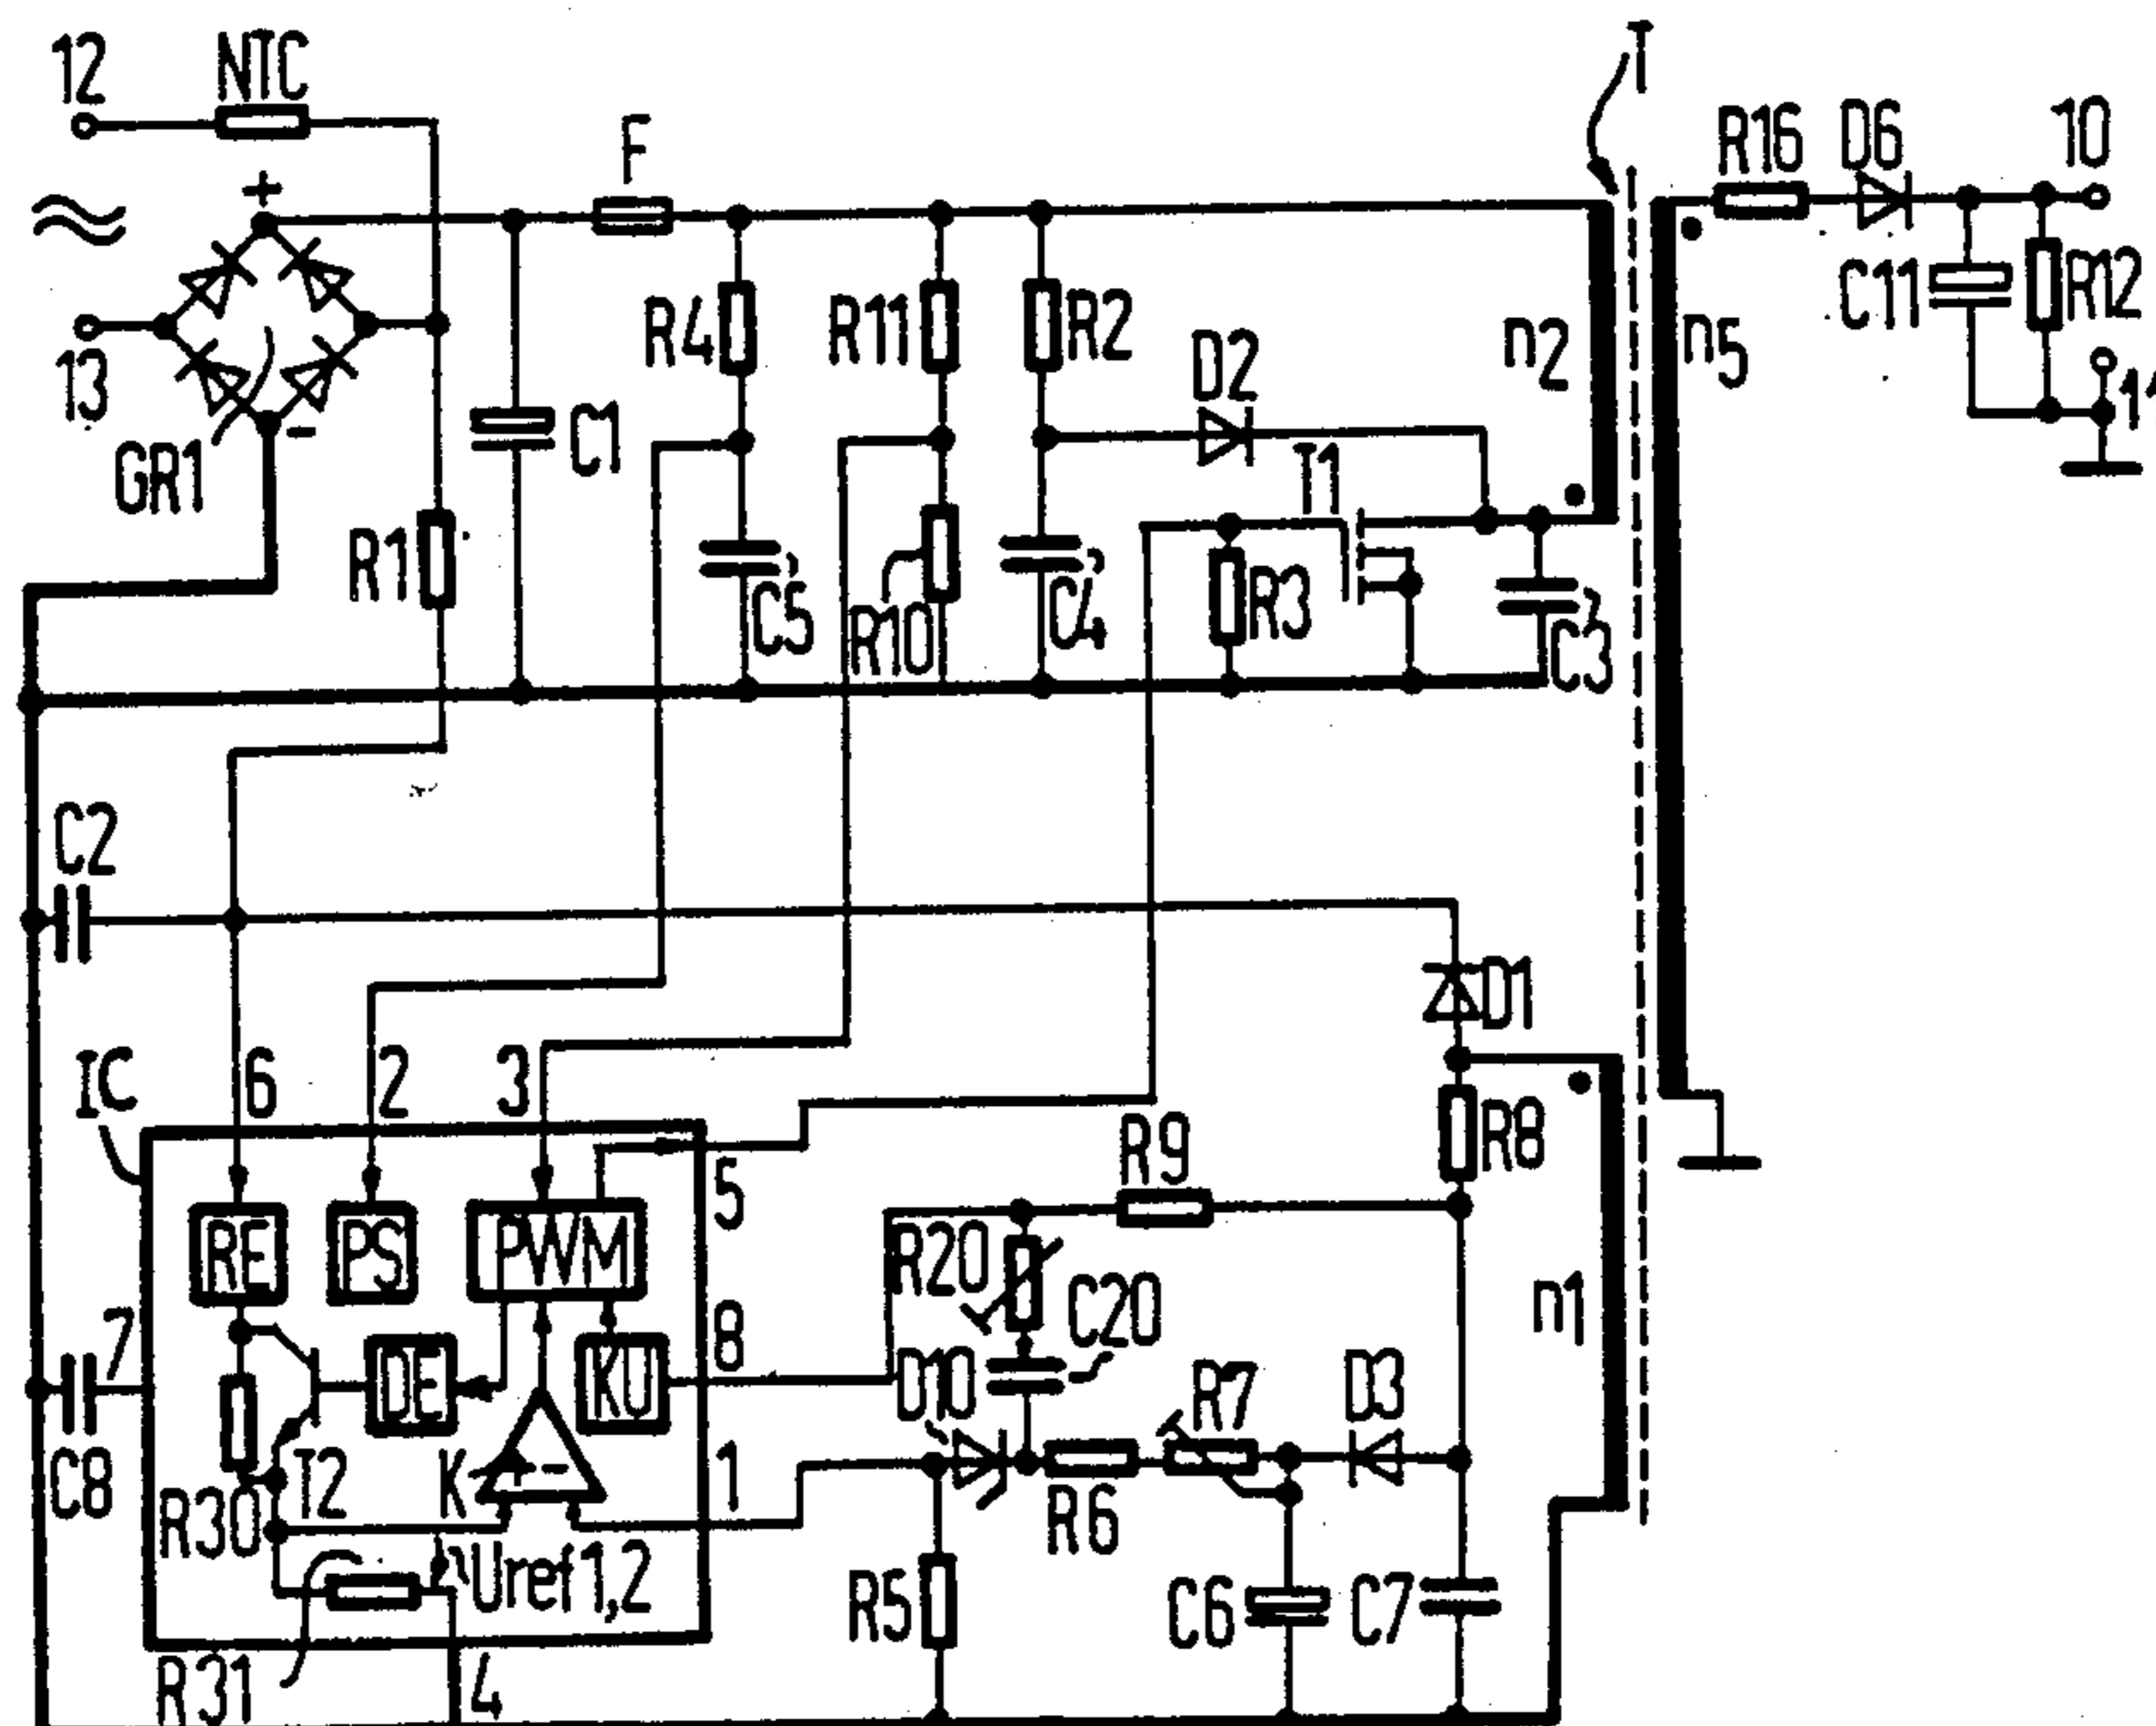 12
NTC
T
+
F
R16
D6
10
R4
R11
R2
D2
n2
n5
C11
R12
13
GR1
-
C1
T1
11
R1
C5'
R10
C4'
R3
C3'
C2
D1
IC
6
2
3
5
R9
R8
RE
PS
PWM
R20
C20
n1
7
8
DE
KU
D10
R7
D3
C8
R30
T2
K
+ -
1
R6
Uref1,2
R5
C6
C7
R31
4